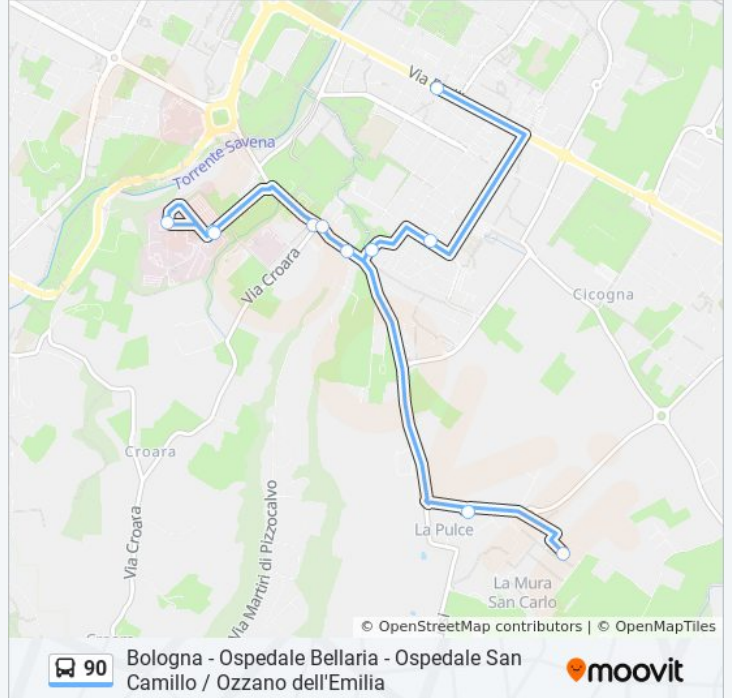 Via
Torrente Savena
Via Croara
Cicogna
Croara
Via Croara
Via Martiri di Pizzocalvo
La Pulce
La Mura
San Carlo
© OpenStreetMap contributors | © OpenMapTiles
90
Bologna - Ospedale Bellaria - Ospedale San
Camillo / Ozzano dell'Emilia
moovit